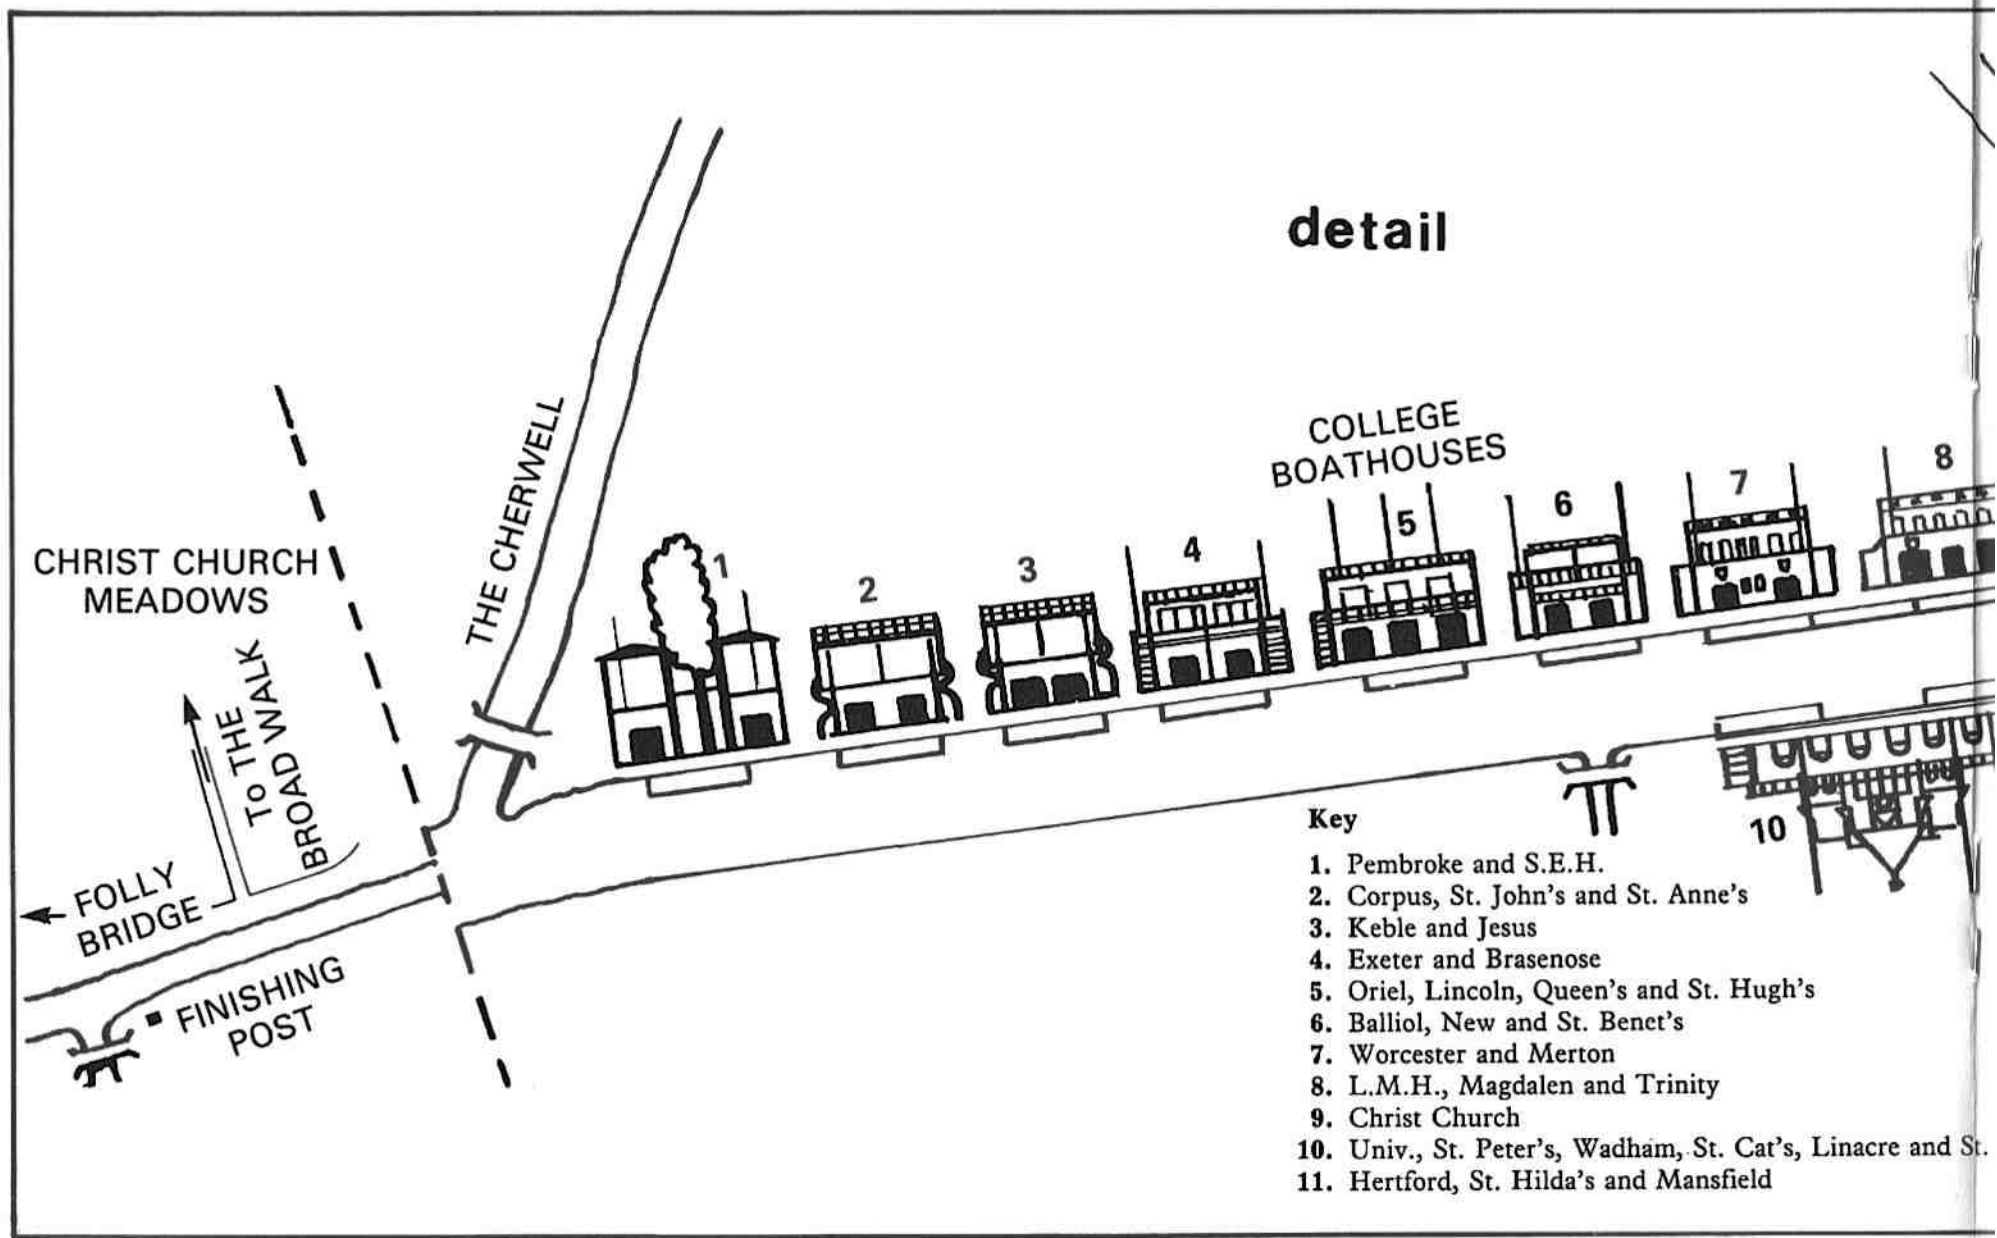 detail
THE CHERWELL
CHRIST CHURCH
MEADOWS
To THE
BROAD WALK
FOLLY
BRIDGE
FINISHING
POST
COLLEGE
BOATHOUSES
1
2
3
4
5
6
7
8
10
Key
1. Pembroke and S.E.H.
2. Corpus, St. John's and St. Anne's
3. Keble and Jesus
4. Exeter and Brasenose
5. Oriel, Lincoln, Queen's and St. Hugh's
6. Balliol, New and St. Benet's
7. Worcester and Merton
8. L.M.H., Magdalen and Trinity
9. Christ Church
10. Univ., St. Peter's, Wadham, St. Cat's, Linacre and St.
11. Hertford, St. Hilda's and Mansfield